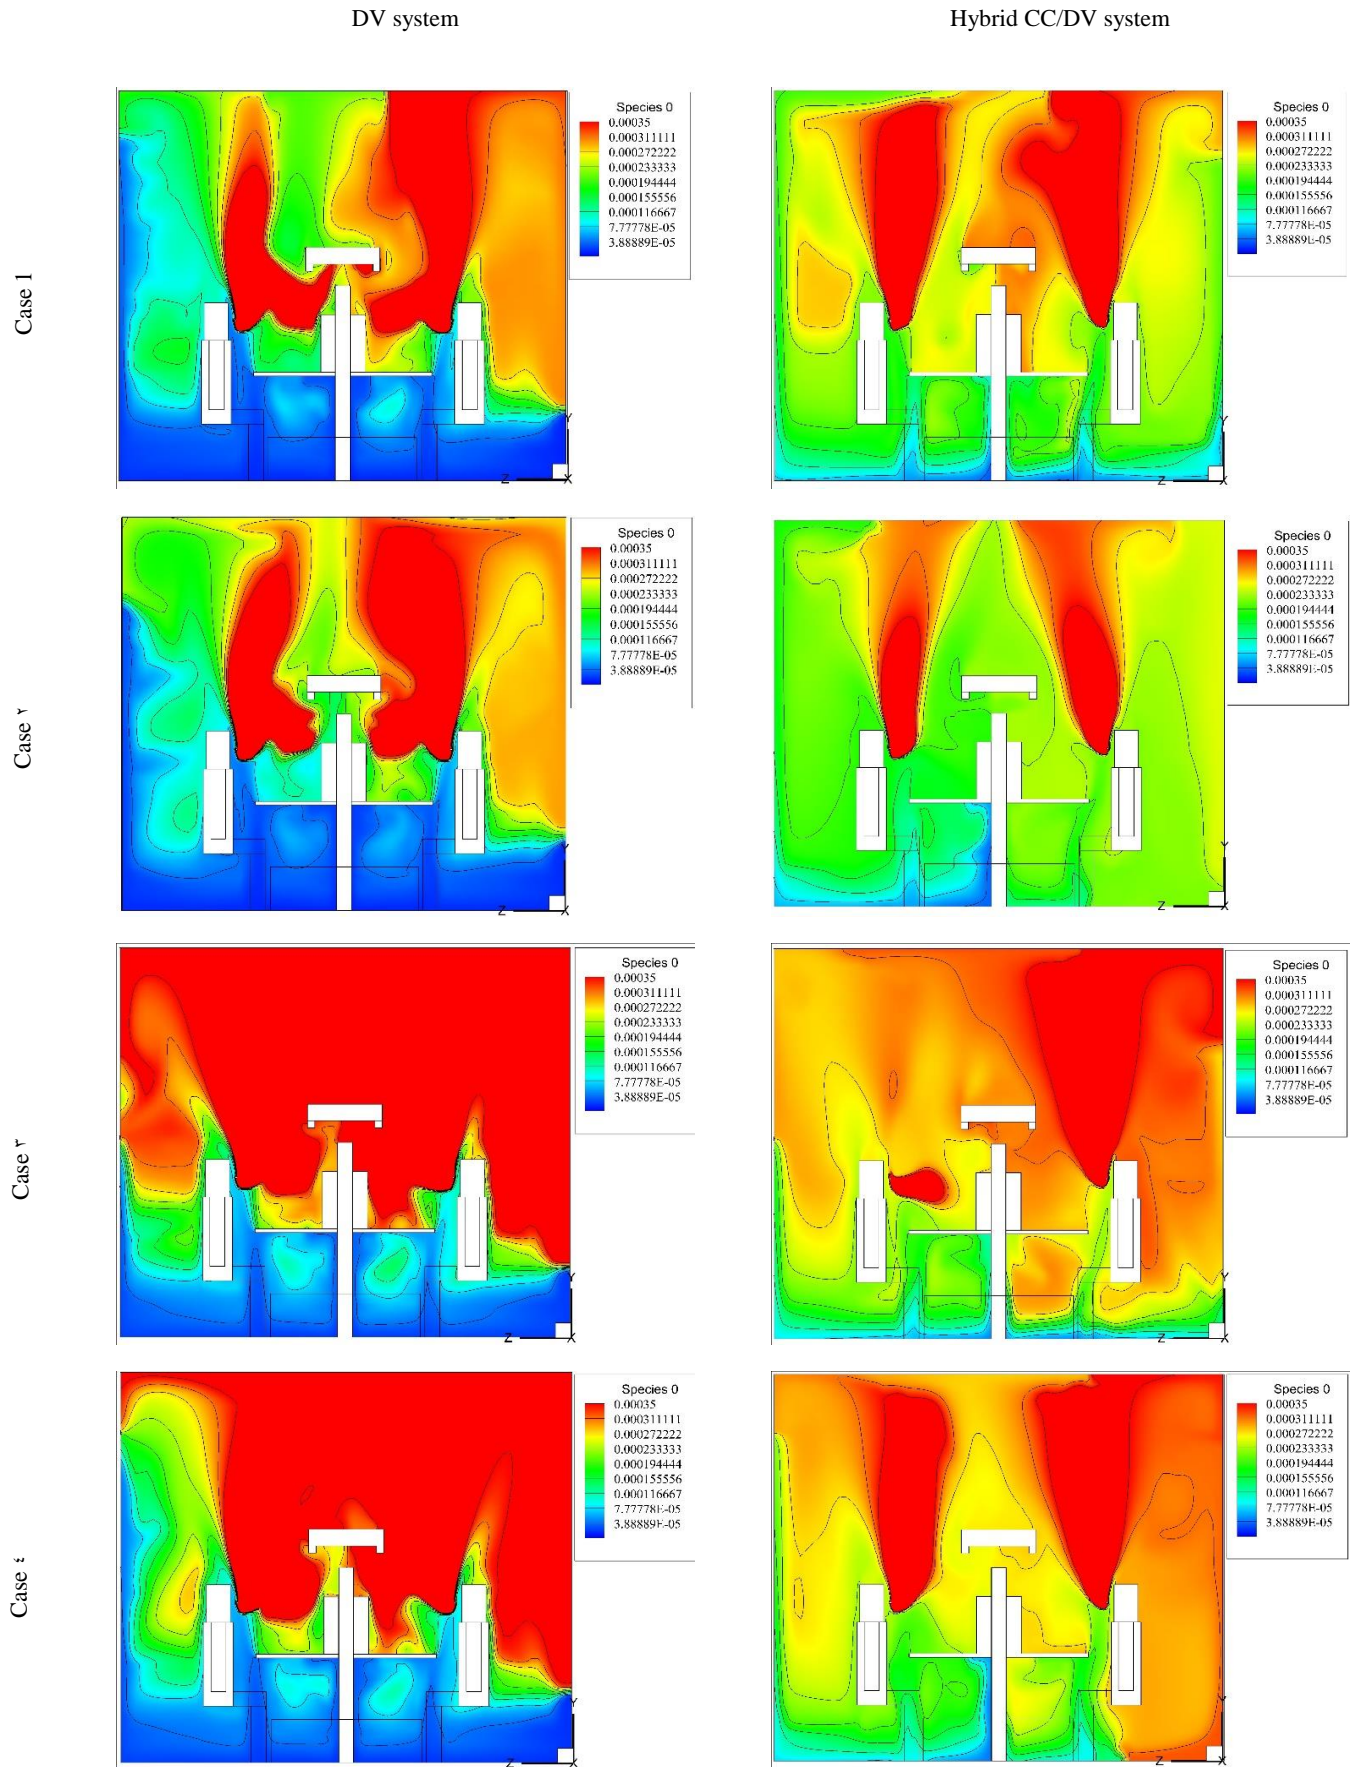 DV system
Hybrid CC/DV system
Case 1
Species 0
0.00035
0.000311111
0.000272222
0.000233333
0.000194444
0.000155556
0.000116667
7.77778E-05
3.88889E-05
Y
Z
X
Species 0
0.00035
0.000311111
0.000272222
0.000233333
0.000194444
0.000155556
0.000116667
7.77778E-05
3.88889E-05
Y
Z
X
Case ۲
Species 0
0.00035
0.000311111
0.000272222
0.000233333
0.000194444
0.000155556
0.000116667
7.77778E-05
3.88889E-05
Y
Z
X
Species 0
0.00035
0.000311111
0.000272222
0.000233333
0.000194444
0.000155556
0.000116667
7.77778E-05
3.88889E-05
Y
Z
X
Case ۳
Species 0
0.00035
0.000311111
0.000272222
0.000233333
0.000194444
0.000155556
0.000116667
7.77778E-05
3.88889E-05
Y
Z
X
Species 0
0.00035
0.000311111
0.000272222
0.000233333
0.000194444
0.000155556
0.000116667
7.77778E-05
3.88889E-05
Y
Z
X
Case ٤
Species 0
0.00035
0.000311111
0.000272222
0.000233333
0.000194444
0.000155556
0.000116667
7.77778E-05
3.88889E-05
Y
Z
X
Species 0
0.00035
0.000311111
0.000272222
0.000233333
0.000194444
0.000155556
0.000116667
7.77778E-05
3.88889E-05
Y
Z
X